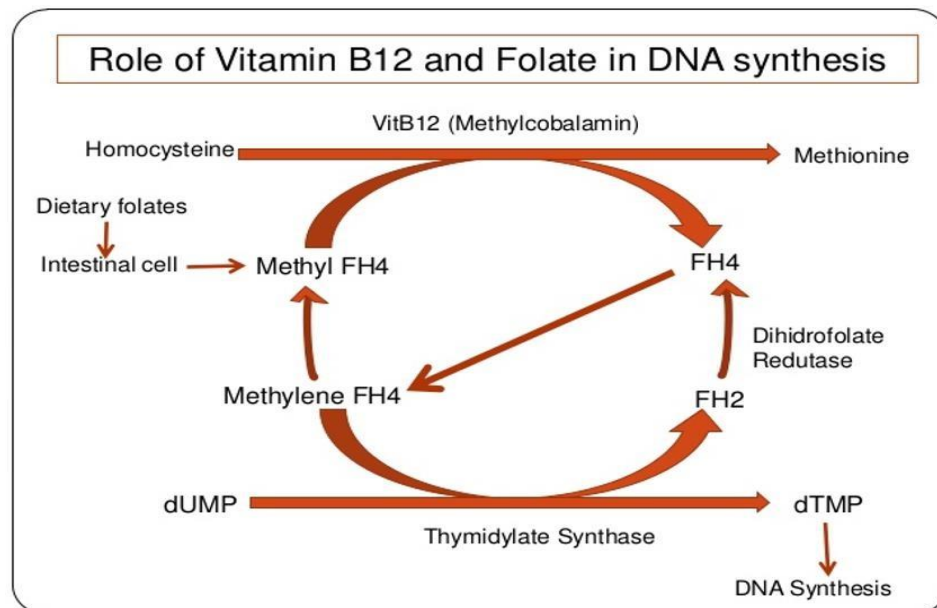 Role of Vitamin B12 and Folate in DNA synthesis
VitB12 (Methylcobalamin)
Homocysteine
Methionine
Dietary folates
Intestinal cell
Methyl FH4
FH4
Dihidrofolate
Redutase
Methylene FH4
FH2
dUMP
dTMP
Thymidylate Synthase
DNA Synthesis